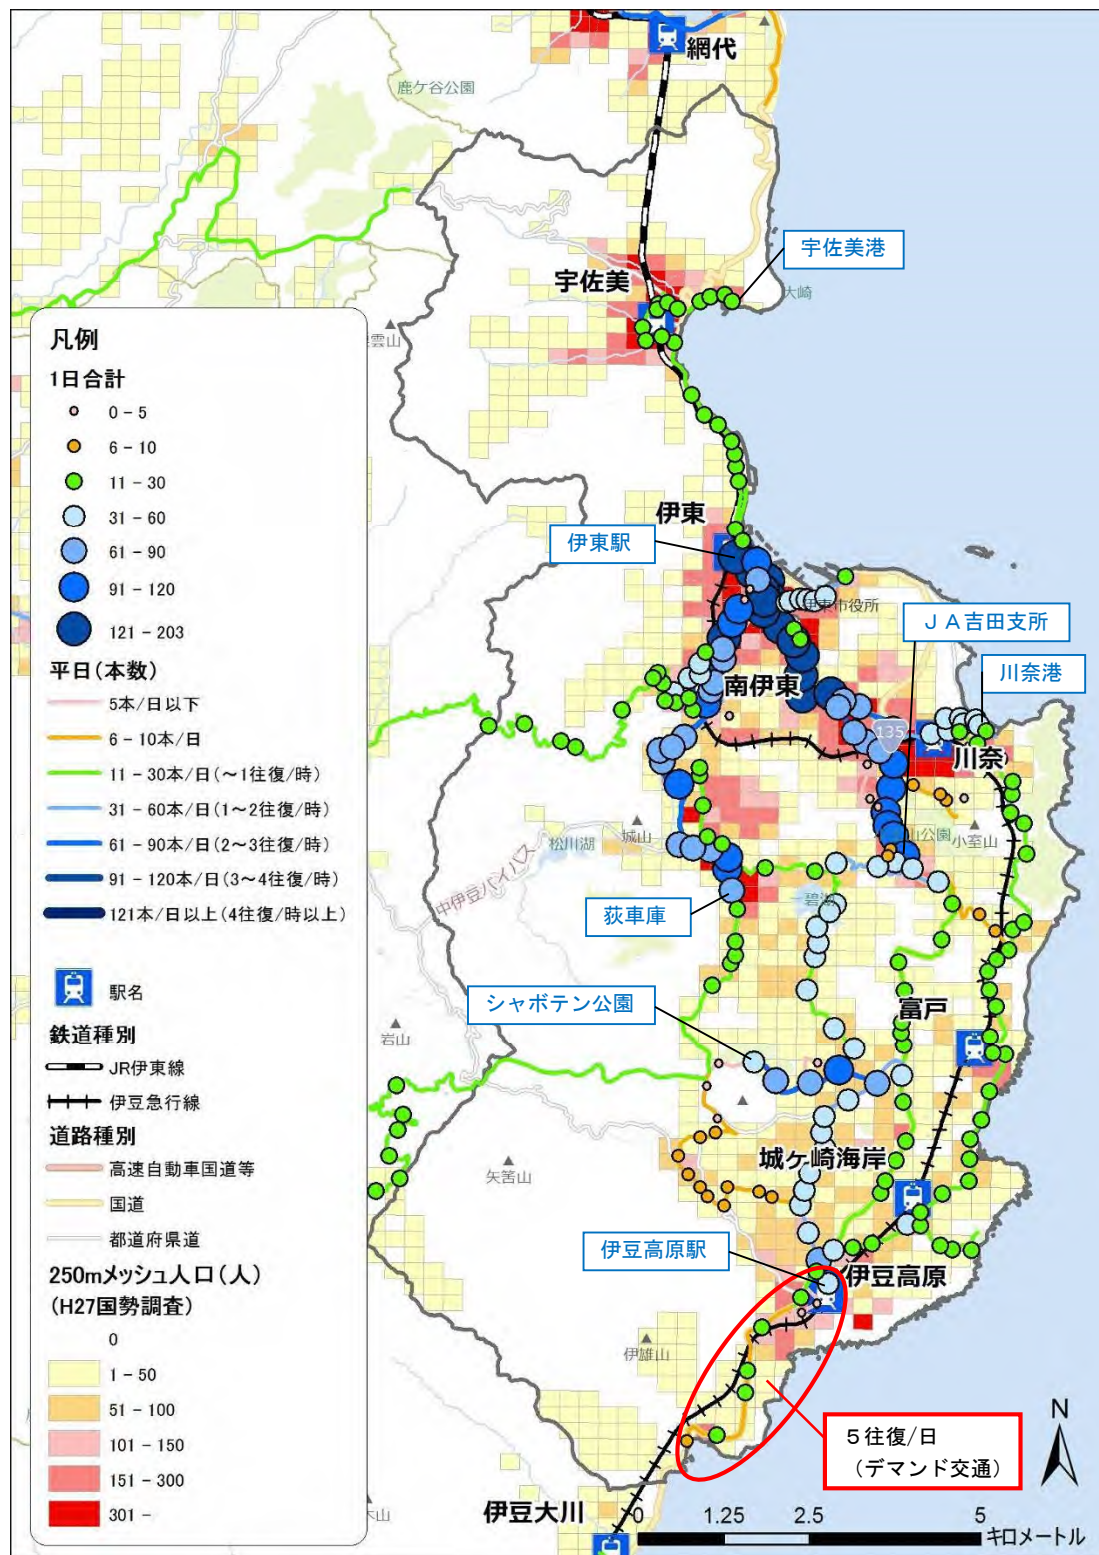 網代
鹿ケ谷公園
宇佐美港
宇佐美
大崎
雲山
凡例
1日合計
0 - 5
6 - 10
11 - 30
31 - 60
61 - 90
91 - 120
121 - 203
平日(本数)
5本/日以下
6 - 10本/日
11 - 30本/日(～1往復/時)
31 - 60本/日(1～2往復/時)
61 - 90本/日(2～3往復/時)
91 - 120本/日(3～4往復/時)
121本/日以上(4往復/時以上)
駅名
鉄道種別
JR伊東線
伊豆急行線
道路種別
高速自動車国道等
国道
都道府県道
250mメッシュ人口(人)
(H27国勢調査)
0
1 - 50
51 - 100
101 - 150
151 - 300
301 -
伊東
伊東駅
伊東市役所
JA吉田支所
川奈港
南伊東
135
川奈
城山
松川湖
中伊豆バイパス
山公園
小室山
碧湖
荻車庫
シャボテン公園
富戸
岩山
矢筈山
城ヶ崎海岸
伊豆高原駅
伊豆高原
伊雄山
5往復/日
(デマンド交通)
伊豆大川
山
N
0
1.25
2.5
5
キロメートル